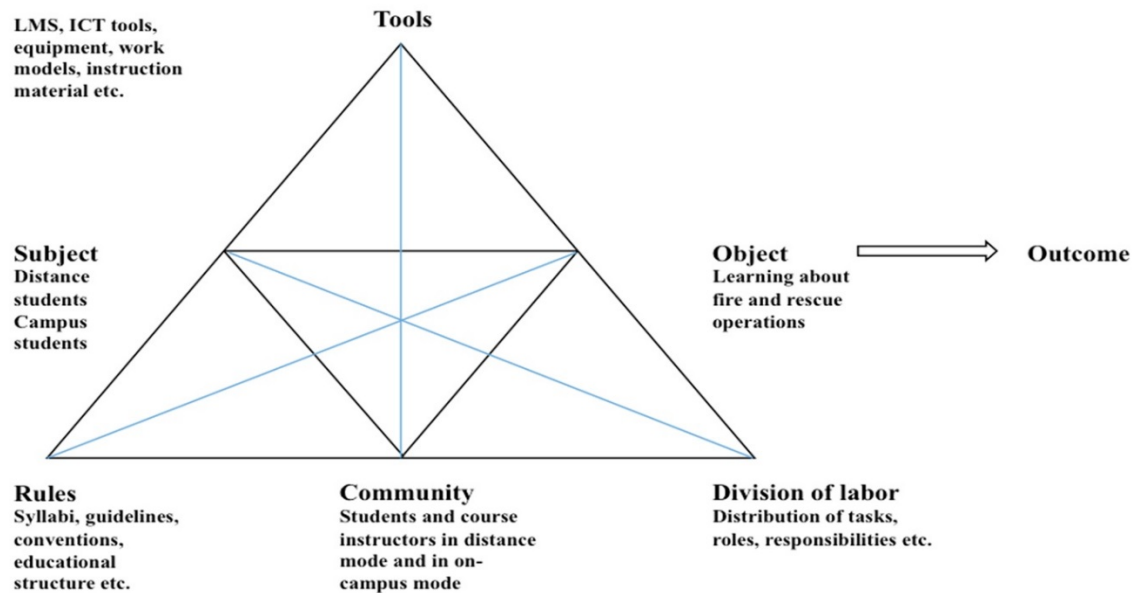 Tools
LMS, ICT tools,
equipment, work
models, instruction
material etc.
Subject
Distance
students
Campus
students
Object
Learning about
fire and rescue
operations
Outcome
Rules
Syllabi, guidelines,
conventions,
educational
structure etc.
Community
Students and course
instructors in distance
mode and in on-
campus mode
Division of labor
Distribution of tasks,
roles, responsibilities etc.